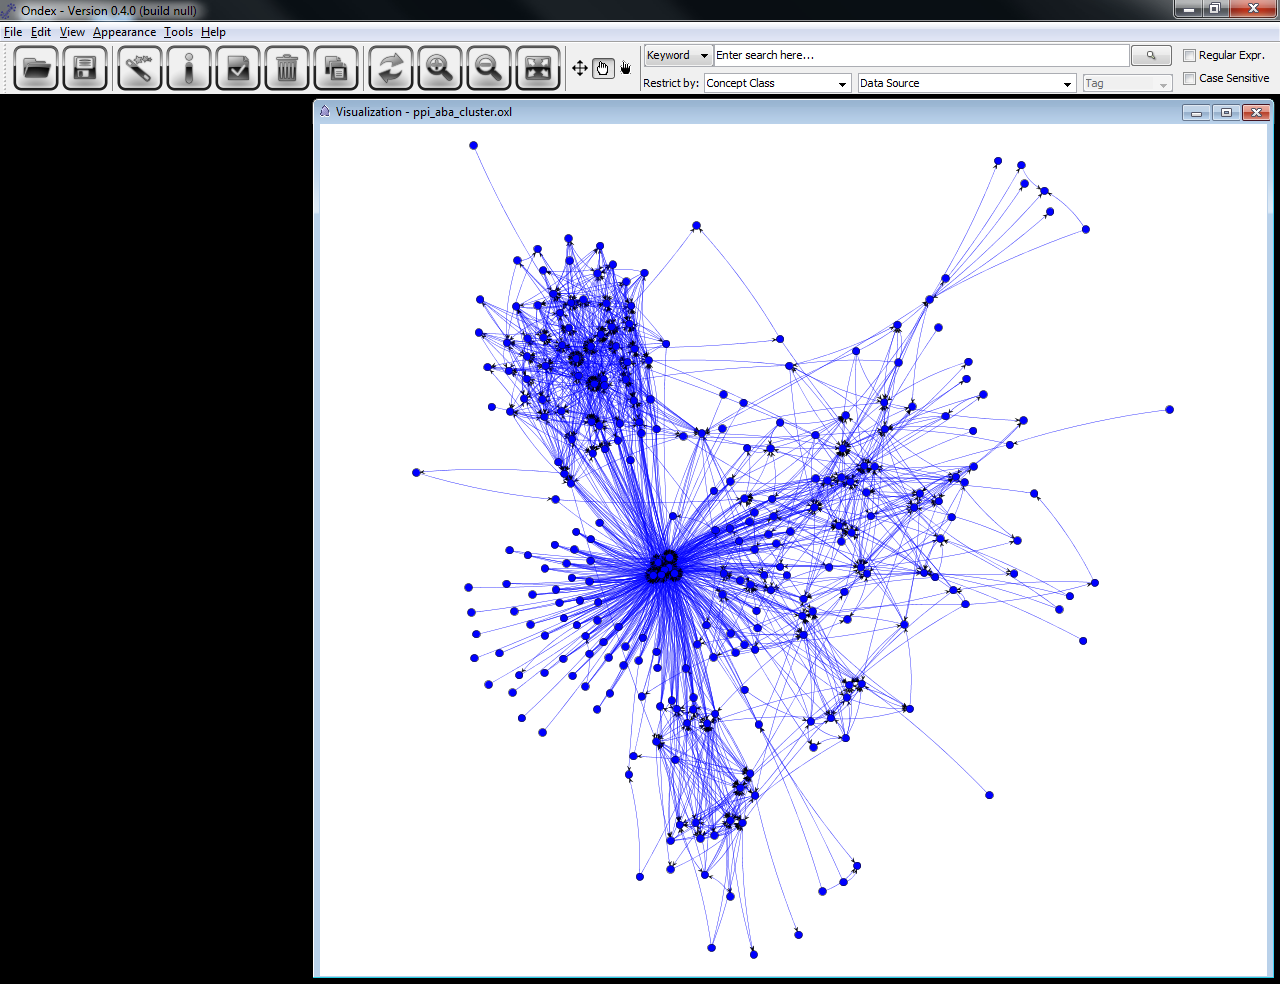 Ondex - Version 0.4.0 (build null)
File Edit View Appearance Tools Help
Keyword Enter search here... Regular Expr.
Restrict by: Concept Class Data Source Tag Case Sensitive
Visualization - ppi_aba_cluster.oxl